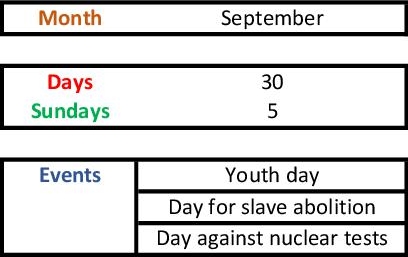 Month September
Days 30
Sundays 5
Events Youth day
Day for slave abolition
Day against nuclear tests